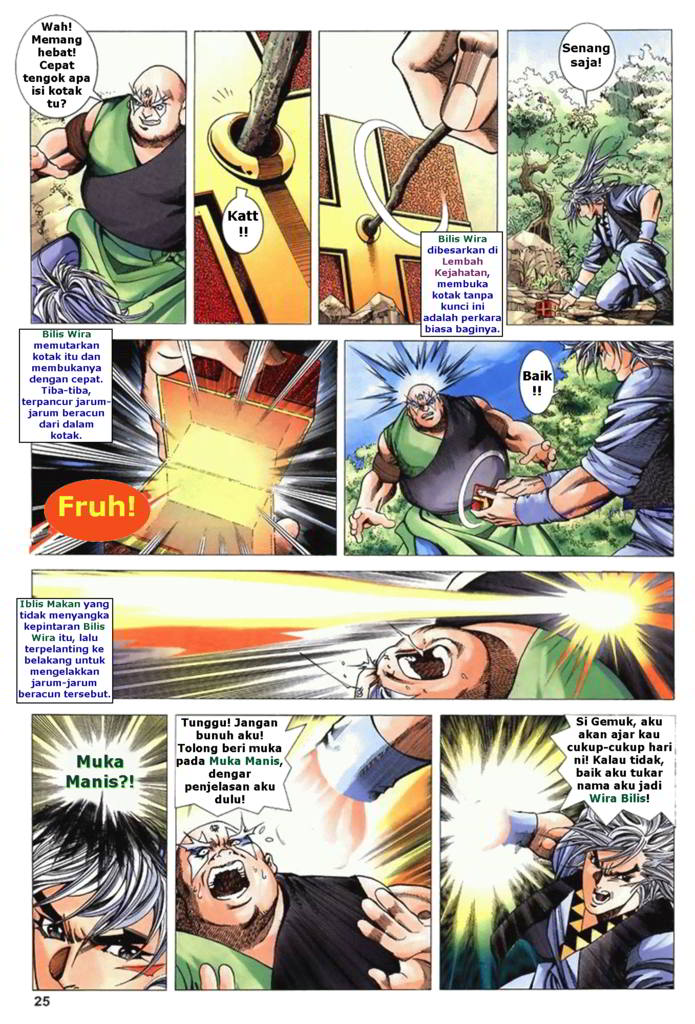 Wah!
Memang
hebat!
Cepat
tengok apa
isi kotak
tu?
Katt
!!
Bilis Wira
dibesarkan di
Lembah
Kejahatan,
membuka
kotak tanpa
kunci ini
adalah perkara
biasa baginya.
Senang
saja!
Bilis Wira
memutarkan
kotak itu dan
membukanya
dengan cepat.
Tiba-tiba,
terpancur jarum-
jarum beracun
dari dalam
kotak.
Fruh!
Baik
!!
Iblis Makan yang
tidak menyangka
kepintaran Bilis
Wira itu, lalu
terpelanting ke
belakang untuk
mengelakkan
jarum-jarum
beracun tersebut.
Muka
Manis?!
Tunggu! Jangan
bunuh aku!
Tolong beri muka
pada Muka Manis,
dengar
penjelasan aku
dulu!
Si Gemuk, aku
akan ajar kau
cukup-cukup hari
ni! Kalau tidak,
baik aku tukar
nama aku jadi
Wira Bilis!
25